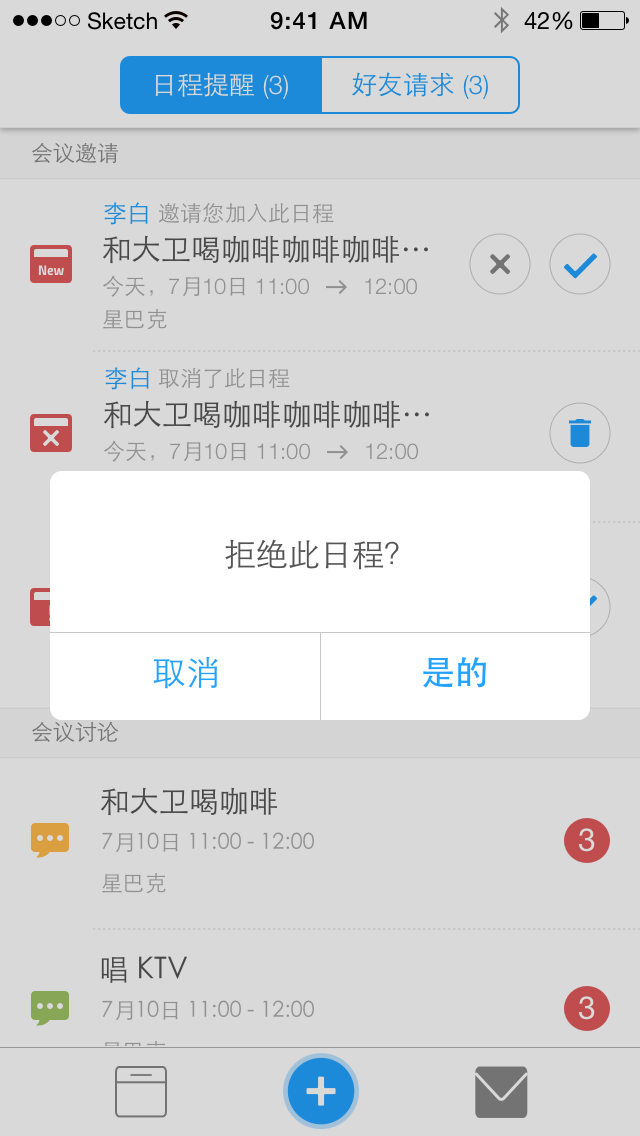 Sketch 9:41 AM 42%
日程提醒 (3) 好友请求 (3)
会议邀请
李白 邀请您加入此日程
和大卫喝咖啡咖啡咖啡…
New
今天，7月10日 11:00 → 12:00
星巴克
李白 取消了此日程
和大卫喝咖啡咖啡咖啡…
今天，7月10日 11:00 → 12:00
拒绝此日程?
取消 是的
会议讨论
和大卫喝咖啡
7月10日 11:00 - 12:00
3
星巴克
唱 KTV
7月10日 11:00 - 12:00
3